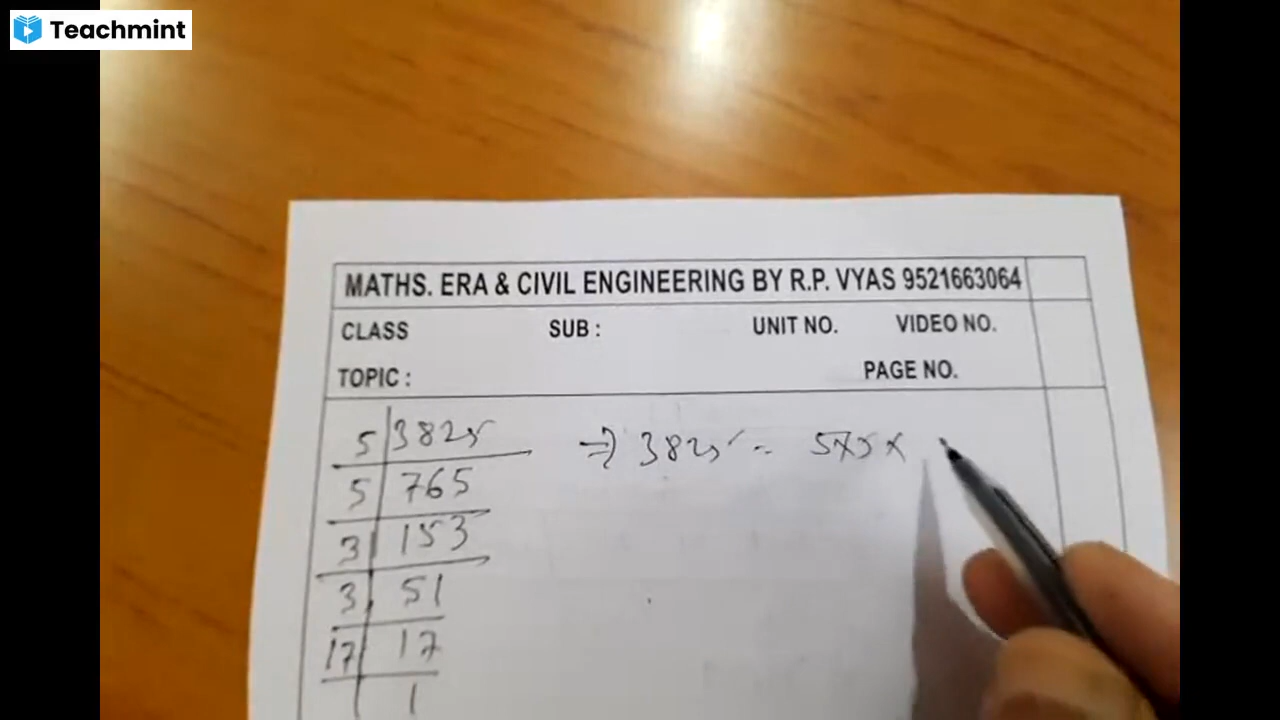 Teachmint
MATHS. ERA & CIVIL ENGINEERING BY R.P. VYAS 9521663064
CLASS SUB : UNIT NO. VIDEO NO.
TOPIC : PAGE NO.
5 3825 ⇒ 3825 = 5×5×
5 765
3 153
3 51
17 17
1